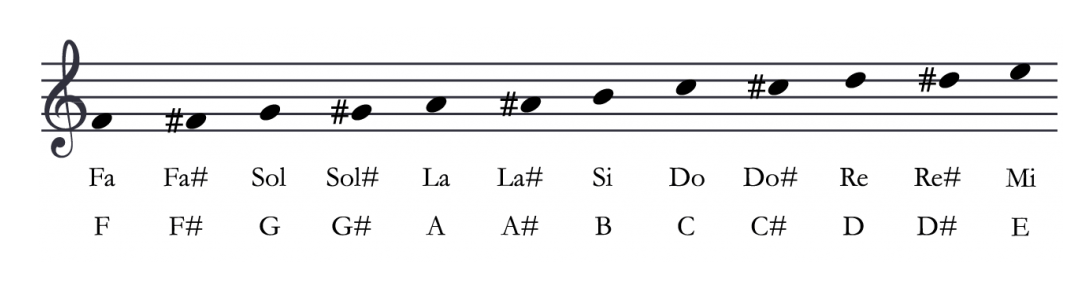 # # # # #
Fa Fa# Sol Sol# La La# Si Do Do# Re Re# Mi
F F# G G# A A# B C C# D D# E